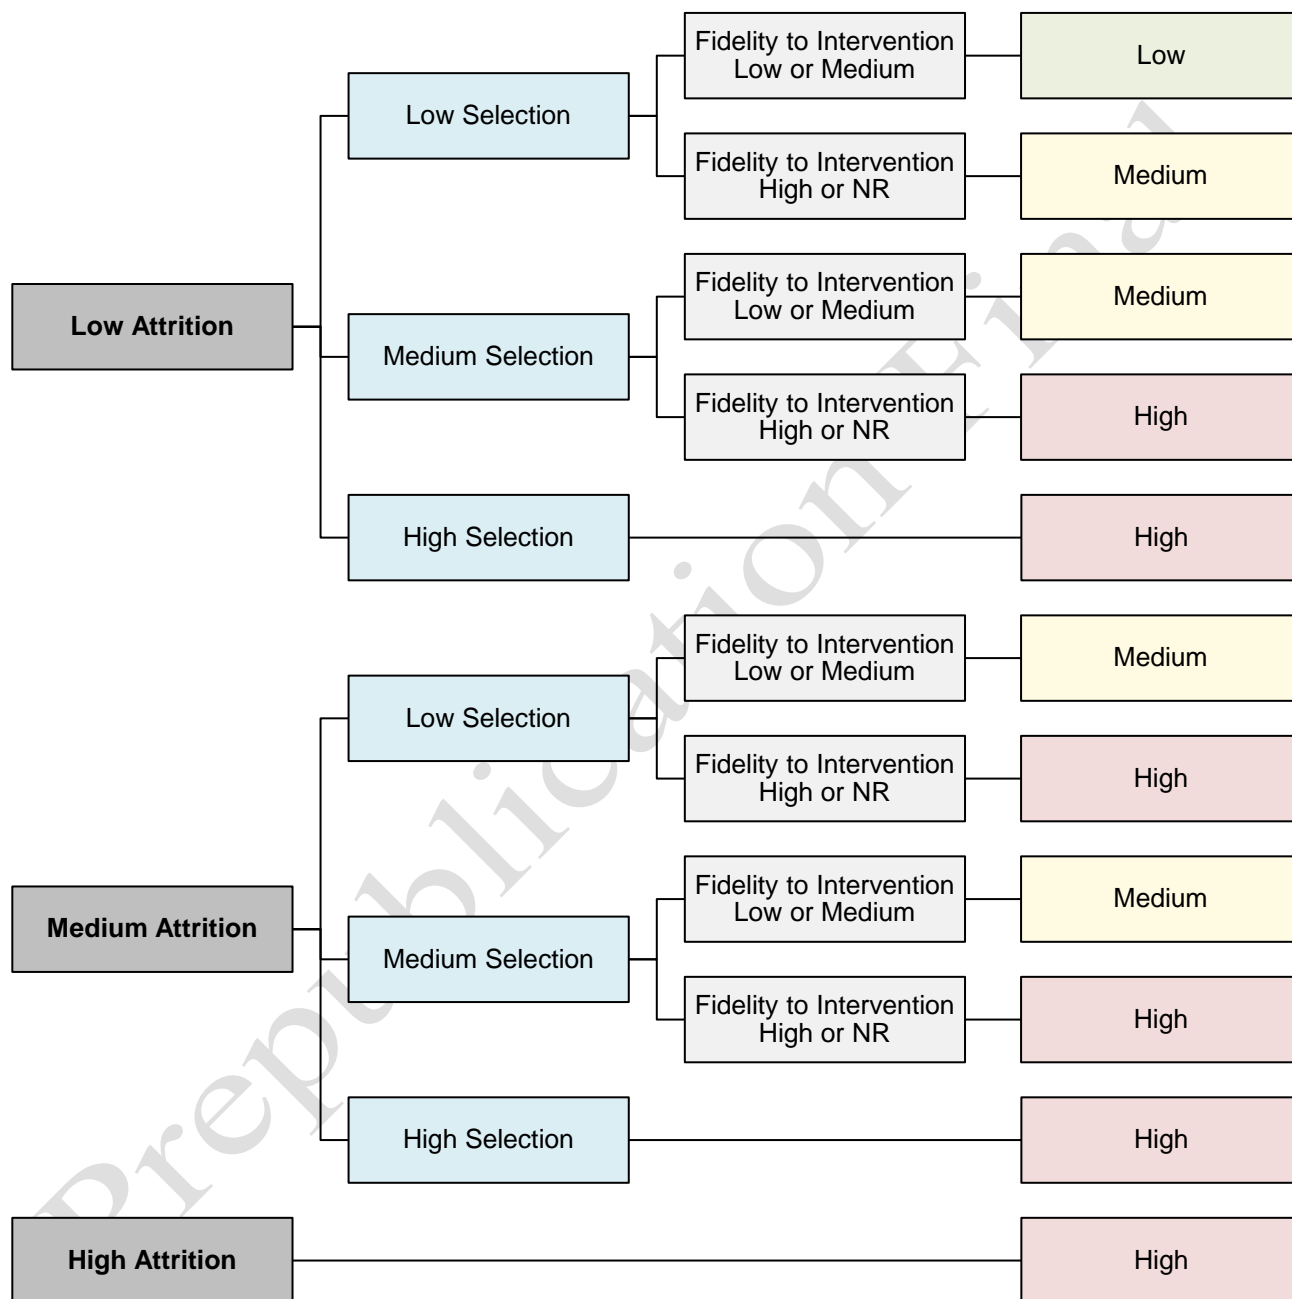 Fidelity to Intervention
Low or Medium
Low
Low Selection
Fidelity to Intervention
High or NR
Medium
Low Attrition
Fidelity to Intervention
Low or Medium
Medium
Medium Selection
Fidelity to Intervention
High or NR
High
High Selection
High
Fidelity to Intervention
Low or Medium
Medium
Low Selection
Fidelity to Intervention
High or NR
High
Medium Attrition
Fidelity to Intervention
Low or Medium
Medium
Medium Selection
Fidelity to Intervention
High or NR
High
High Selection
High
High Attrition
High
Prepublication Final